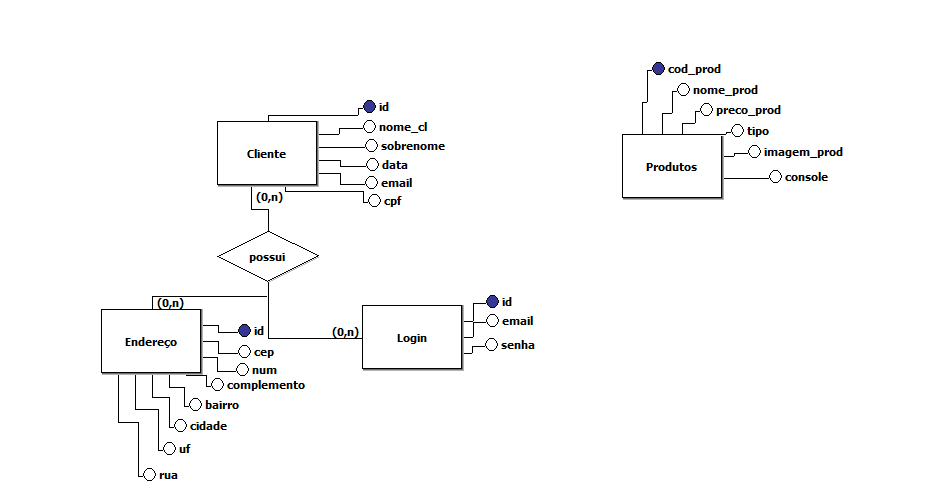 cod_prod
nome_prod
preco_prod
tipo
imagem_prod
console
Produtos
id
nome_cl
sobrenome
data
email
cpf
Cliente
(0,n)
possui
(0,n)
(0,n)
Endereço
id
cep
num
complemento
bairro
cidade
uf
rua
Login
id
email
senha